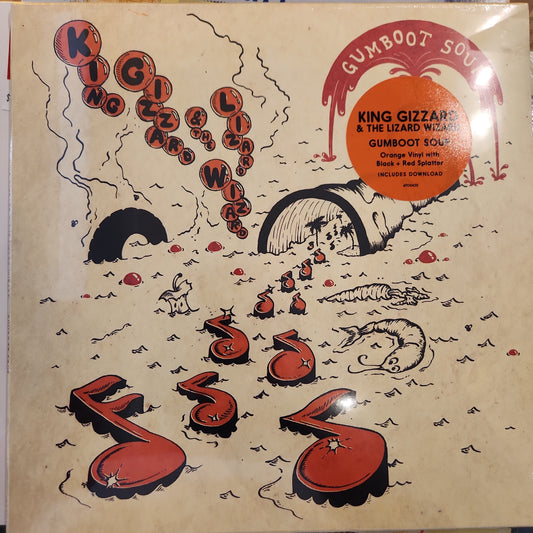 KING
GIZZARD
& THE
LIZARD
WIZARD
GUMBOOT SOUP
KING GIZZARD
& THE LIZARD WIZARD
GUMBOOT SOUP
Orange Vinyl with
Black + Red Splatter
INCLUDES DOWNLOAD